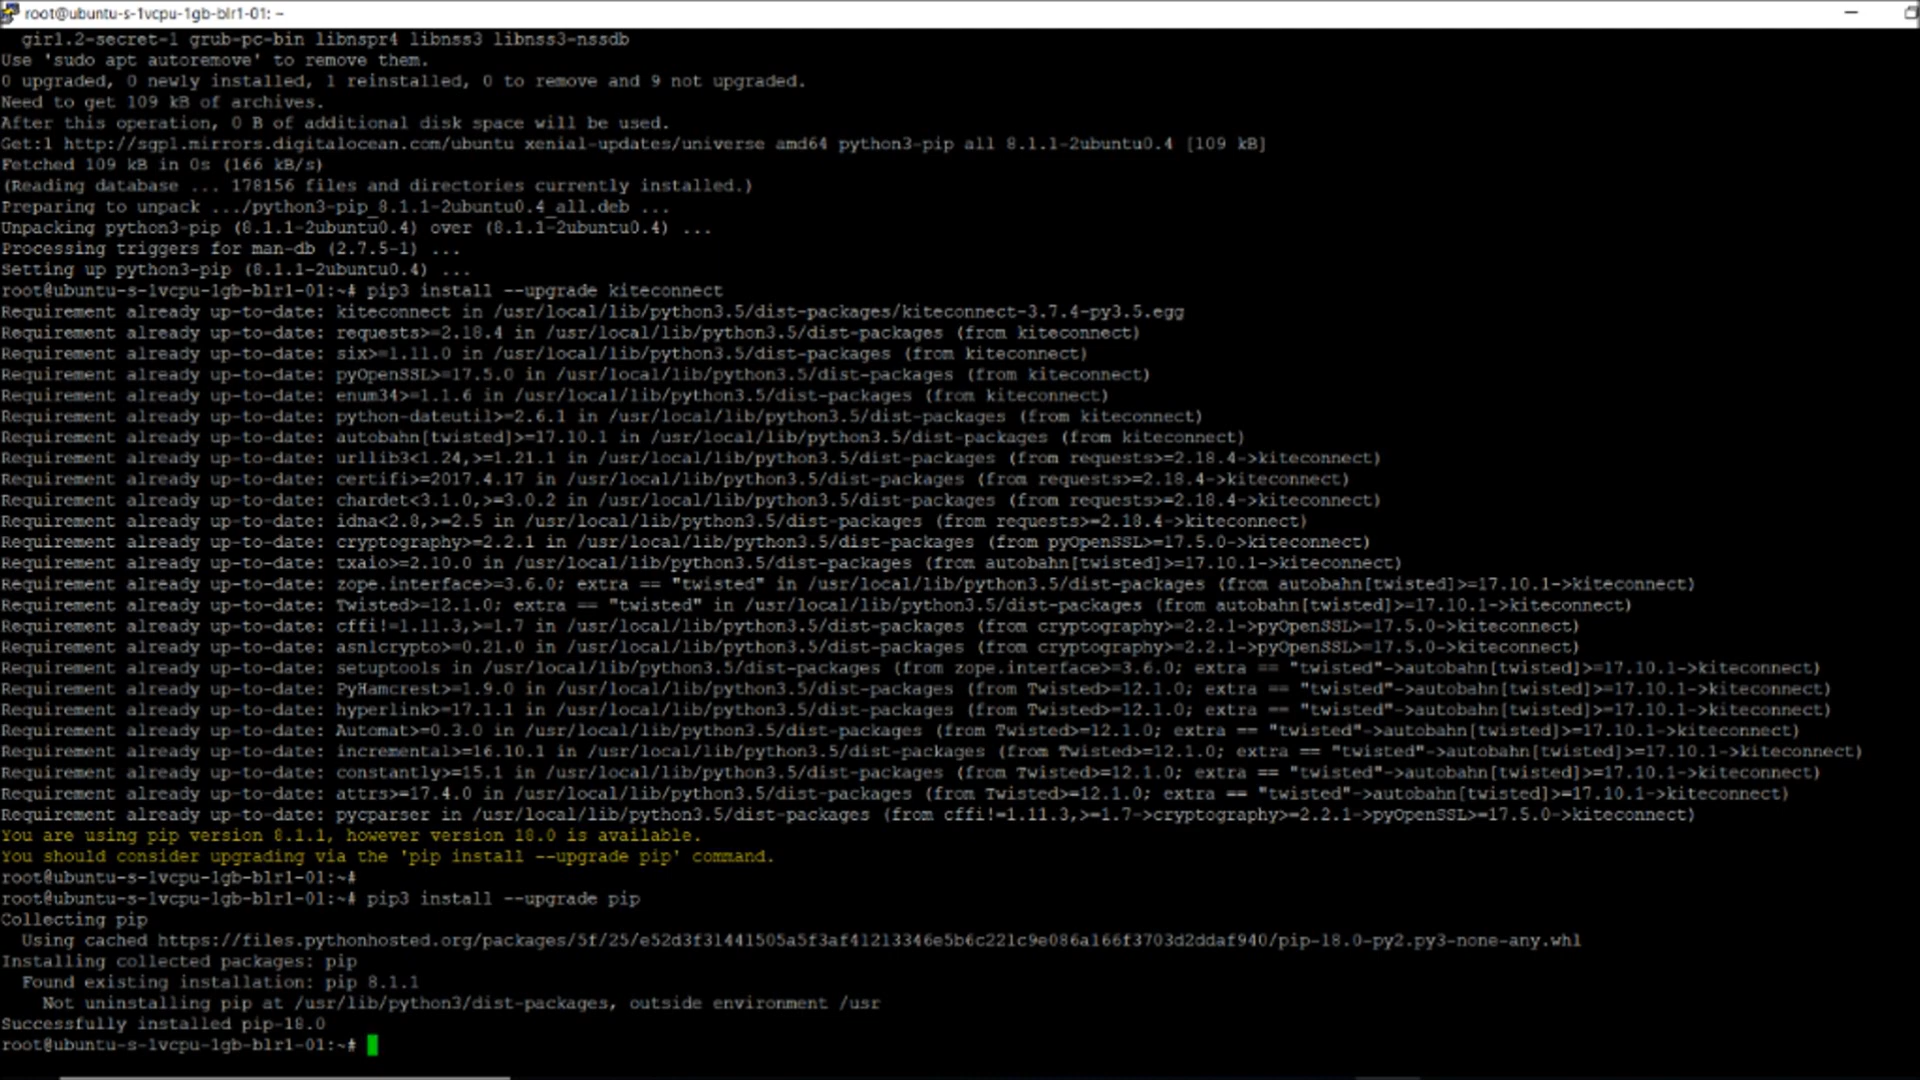 root@ubuntu-s-1vcpu-1gb-blr1-01: ~
  gir1.2-secret-1 grub-pc-bin libnspr4 libnss3 libnss3-nssdb
Use 'sudo apt autoremove' to remove them.
0 upgraded, 0 newly installed, 1 reinstalled, 0 to remove and 9 not upgraded.
Need to get 109 kB of archives.
After this operation, 0 B of additional disk space will be used.
Get:1 http://sgp1.mirrors.digitalocean.com/ubuntu xenial-updates/universe amd64 python3-pip all 8.1.1-2ubuntu0.4 [109 kB]
Fetched 109 kB in 0s (166 kB/s)
(Reading database ... 178156 files and directories currently installed.)
Preparing to unpack .../python3-pip_8.1.1-2ubuntu0.4_all.deb ...
Unpacking python3-pip (8.1.1-2ubuntu0.4) over (8.1.1-2ubuntu0.4) ...
Processing triggers for man-db (2.7.5-1) ...
Setting up python3-pip (8.1.1-2ubuntu0.4) ...
root@ubuntu-s-1vcpu-1gb-blr1-01:~# pip3 install --upgrade kiteconnect
Requirement already up-to-date: kiteconnect in /usr/local/lib/python3.5/dist-packages/kiteconnect-3.7.4-py3.5.egg
Requirement already up-to-date: requests>=2.18.4 in /usr/local/lib/python3.5/dist-packages (from kiteconnect)
Requirement already up-to-date: six>=1.11.0 in /usr/local/lib/python3.5/dist-packages (from kiteconnect)
Requirement already up-to-date: pyOpenSSL>=17.5.0 in /usr/local/lib/python3.5/dist-packages (from kiteconnect)
Requirement already up-to-date: enum34>=1.1.6 in /usr/local/lib/python3.5/dist-packages (from kiteconnect)
Requirement already up-to-date: python-dateutil>=2.6.1 in /usr/local/lib/python3.5/dist-packages (from kiteconnect)
Requirement already up-to-date: autobahn[twisted]>=17.10.1 in /usr/local/lib/python3.5/dist-packages (from kiteconnect)
Requirement already up-to-date: urllib3<1.24,>=1.21.1 in /usr/local/lib/python3.5/dist-packages (from requests>=2.18.4->kiteconnect)
Requirement already up-to-date: certifi>=2017.4.17 in /usr/local/lib/python3.5/dist-packages (from requests>=2.18.4->kiteconnect)
Requirement already up-to-date: chardet<3.1.0,>=3.0.2 in /usr/local/lib/python3.5/dist-packages (from requests>=2.18.4->kiteconnect)
Requirement already up-to-date: idna<2.8,>=2.5 in /usr/local/lib/python3.5/dist-packages (from requests>=2.18.4->kiteconnect)
Requirement already up-to-date: cryptography>=2.2.1 in /usr/local/lib/python3.5/dist-packages (from pyOpenSSL>=17.5.0->kiteconnect)
Requirement already up-to-date: txaio>=2.10.0 in /usr/local/lib/python3.5/dist-packages (from autobahn[twisted]>=17.10.1->kiteconnect)
Requirement already up-to-date: zope.interface>=3.6.0; extra == "twisted" in /usr/local/lib/python3.5/dist-packages (from autobahn[twisted]>=17.10.1->kiteconnect)
Requirement already up-to-date: Twisted>=12.1.0; extra == "twisted" in /usr/local/lib/python3.5/dist-packages (from autobahn[twisted]>=17.10.1->kiteconnect)
Requirement already up-to-date: cffi!=1.11.3,>=1.7 in /usr/local/lib/python3.5/dist-packages (from cryptography>=2.2.1->pyOpenSSL>=17.5.0->kiteconnect)
Requirement already up-to-date: asn1crypto>=0.21.0 in /usr/local/lib/python3.5/dist-packages (from cryptography>=2.2.1->pyOpenSSL>=17.5.0->kiteconnect)
Requirement already up-to-date: setuptools in /usr/local/lib/python3.5/dist-packages (from zope.interface>=3.6.0; extra == "twisted"->autobahn[twisted]>=17.10.1->kiteconnect)
Requirement already up-to-date: PyHamcrest>=1.9.0 in /usr/local/lib/python3.5/dist-packages (from Twisted>=12.1.0; extra == "twisted"->autobahn[twisted]>=17.10.1->kiteconnect)
Requirement already up-to-date: hyperlink>=17.1.1 in /usr/local/lib/python3.5/dist-packages (from Twisted>=12.1.0; extra == "twisted"->autobahn[twisted]>=17.10.1->kiteconnect)
Requirement already up-to-date: Automat>=0.3.0 in /usr/local/lib/python3.5/dist-packages (from Twisted>=12.1.0; extra == "twisted"->autobahn[twisted]>=17.10.1->kiteconnect)
Requirement already up-to-date: incremental>=16.10.1 in /usr/local/lib/python3.5/dist-packages (from Twisted>=12.1.0; extra == "twisted"->autobahn[twisted]>=17.10.1->kiteconnect)
Requirement already up-to-date: constantly>=15.1 in /usr/local/lib/python3.5/dist-packages (from Twisted>=12.1.0; extra == "twisted"->autobahn[twisted]>=17.10.1->kiteconnect)
Requirement already up-to-date: attrs>=17.4.0 in /usr/local/lib/python3.5/dist-packages (from Twisted>=12.1.0; extra == "twisted"->autobahn[twisted]>=17.10.1->kiteconnect)
Requirement already up-to-date: pycparser in /usr/local/lib/python3.5/dist-packages (from cffi!=1.11.3,>=1.7->cryptography>=2.2.1->pyOpenSSL>=17.5.0->kiteconnect)
You are using pip version 8.1.1, however version 18.0 is available.
You should consider upgrading via the 'pip install --upgrade pip' command.
root@ubuntu-s-1vcpu-1gb-blr1-01:~#
root@ubuntu-s-1vcpu-1gb-blr1-01:~# pip3 install --upgrade pip
Collecting pip
  Using cached https://files.pythonhosted.org/packages/5f/25/e52d3f31441505a5f3af41213346e5b6c221c9e086a166f3703d2ddaf940/pip-18.0-py2.py3-none-any.whl
Installing collected packages: pip
  Found existing installation: pip 8.1.1
    Not uninstalling pip at /usr/lib/python3/dist-packages, outside environment /usr
Successfully installed pip-18.0
root@ubuntu-s-1vcpu-1gb-blr1-01:~#